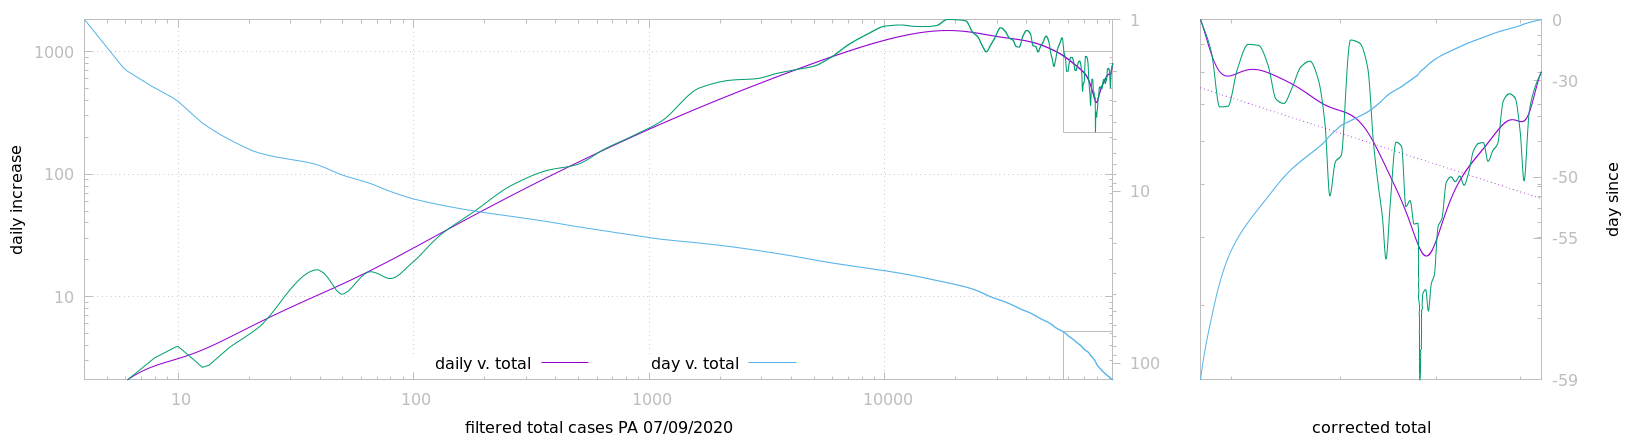 1000
100
10
daily increase
1
10
100
daily v. total
day v. total
10
100
1000
10000
filtered total cases PA 07/09/2020
0
-30
-50
-55
-59
day since
corrected total